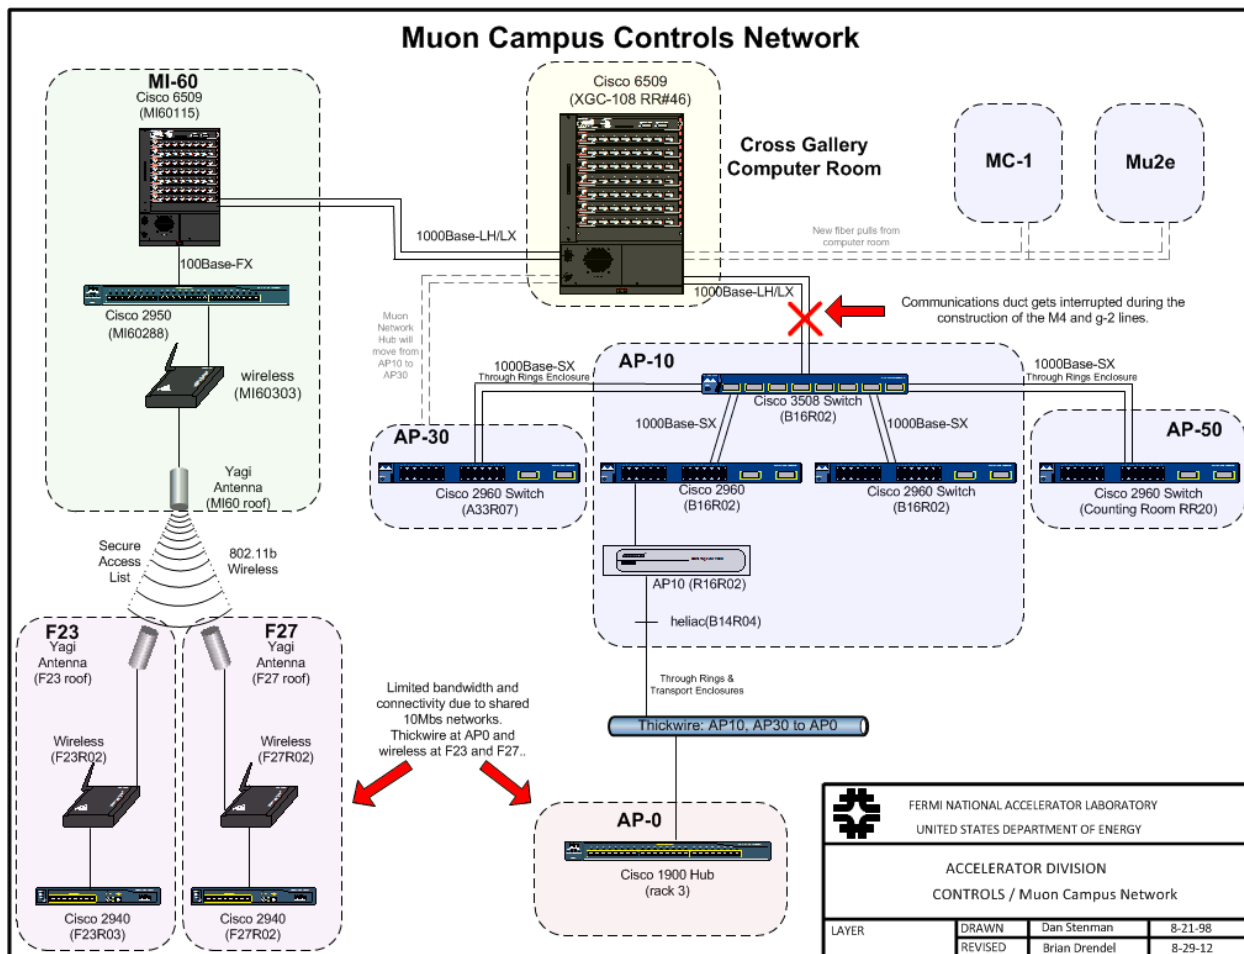 Muon Campus Controls Network
MI-60
Cisco 6509
(MI60115)
Cisco 6509
(XGC-108 RR#46)
Cross Gallery
Computer Room
MC-1
Mu2e
1000Base-LH/LX
New fiber pulls from
computer room
100Base-FX
1000Base-LH/LX
Cisco 2950
(MI60288)
Muon
Network
Hub will
move from
AP10 to
AP30
Communications duct gets interrupted during the
construction of the M4 and g-2 lines.
wireless
(MI60303)
AP-10
1000Base-SX
Through Rings Enclosure
1000Base-SX
Through Rings Enclosure
Cisco 3508 Switch
(B16R02)
1000Base-SX
1000Base-SX
AP-30
AP-50
Cisco 2960 Switch
(A33R07)
Cisco 2960
(B16R02)
Cisco 2960 Switch
(B16R02)
Cisco 2960 Switch
(Counting Room RR20)
Yagi
Antenna
(MI60 roof)
Secure
Access
List
802.11b
Wireless
AP10 (R16R02)
heliac(B14R04)
F23
Yagi
Antenna
(F23 roof)
F27
Yagi
Antenna
(F27 roof)
Through Rings &
Transport Enclosures
Limited bandwidth and
connectivity due to shared
10Mbs networks.
Thickwire at AP0 and
wireless at F23 and F27..
Thickwire: AP10, AP30 to AP0
Wireless
(F23R02)
Wireless
(F27R02)
AP-0
Cisco 1900 Hub
(rack 3)
Cisco 2940
(F23R03)
Cisco 2940
(F27R02)
FERMI NATIONAL ACCELERATOR LABORATORY
UNITED STATES DEPARTMENT OF ENERGY
ACCELERATOR DIVISION
CONTROLS / Muon Campus Network
LAYER
DRAWN Dan Stenman 8-21-98
REVISED Brian Drendel 8-29-12